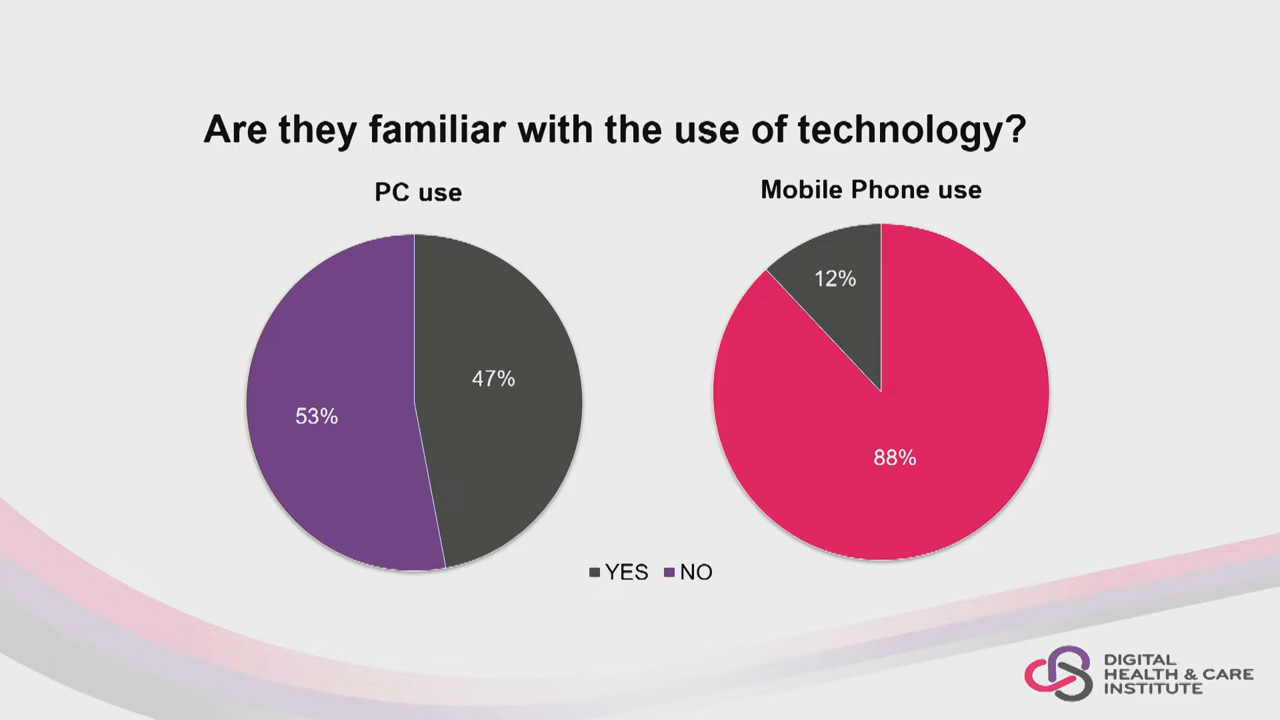 Are they familiar with the use of technology?
PC use
Mobile Phone use
47%
53%
12%
88%
YES NO
DIGITAL
HEALTH & CARE
INSTITUTE